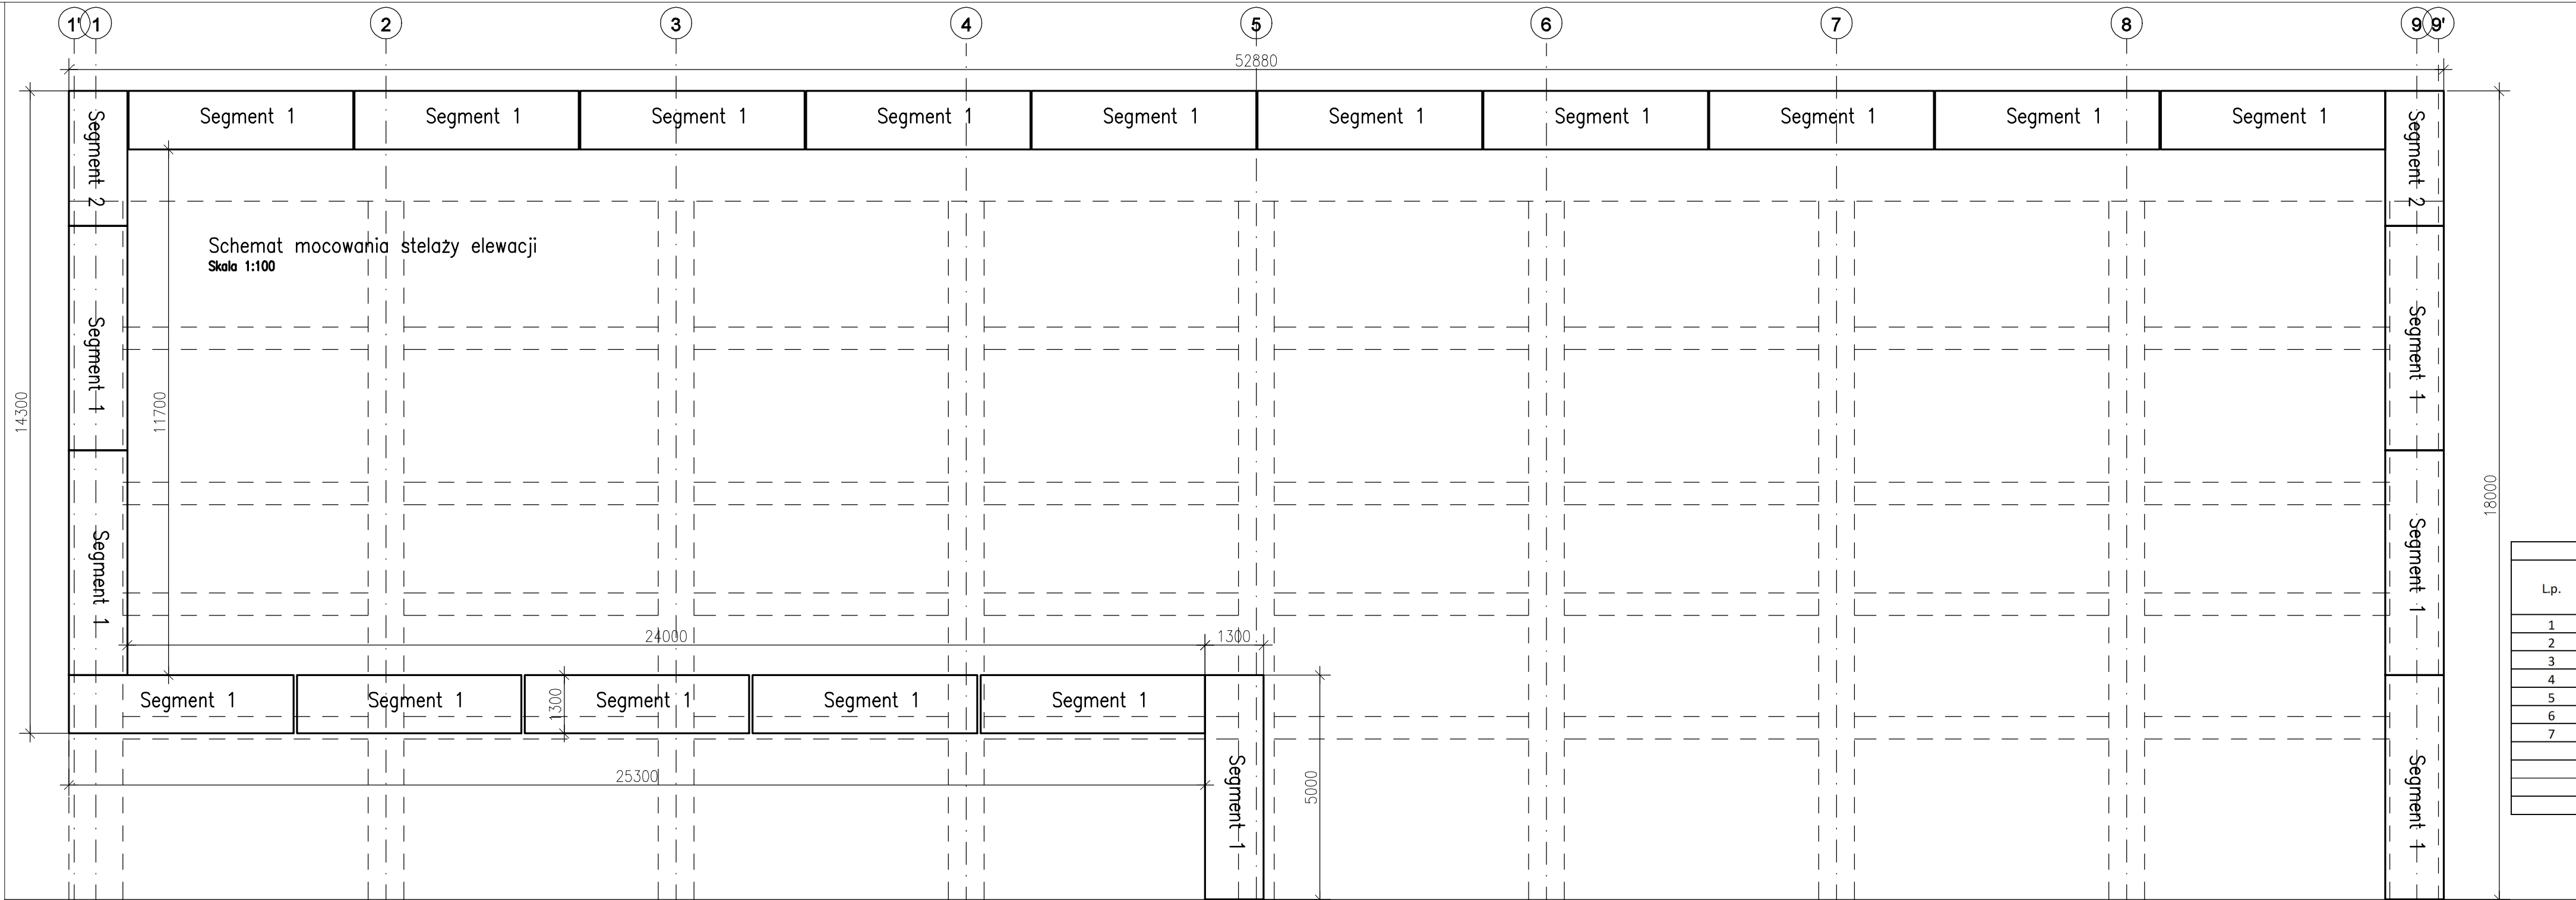 1' 1 2 3 4 5 6 7 8 9 9'
52880
Segment 1 Segment 1 Segment 1 Segment 1 Segment 1 Segment 1 Segment 1 Segment 1 Segment 1 Segment 1
Segment 2
Segment 2
Schemat mocowania stelaży elewacji
Skala 1:100
Segment 1
Segment 1
14300
11700
18000
Segment 1
Segment 1
24000
1300
Segment 1 Segment 1 Segment 1 Segment 1 Segment 1
1300
25300
Segment 1
5000
Segment 1
L.p.
1
2
3
4
5
6
7